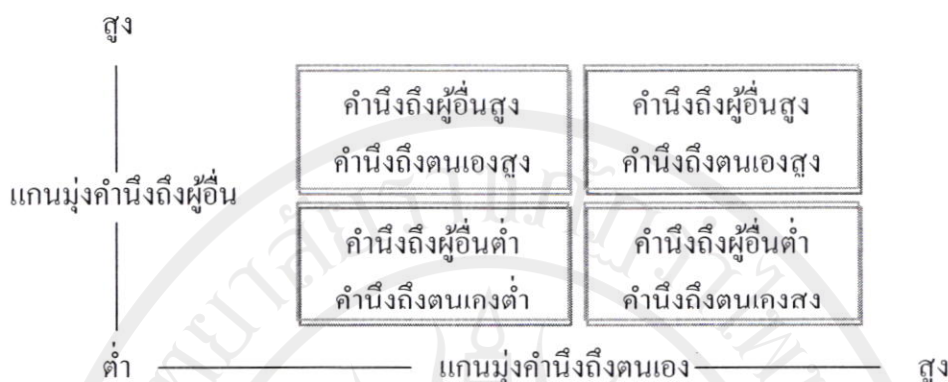 สูง
คำนึงถึงผู้อื่นสูง คำนึงถึงผู้อื่นสูง
คำนึงถึงตนเองสูง คำนึงถึงตนเองสูง
แกนมุ่งคำนึงถึงผู้อื่น
คำนึงถึงผู้อื่นต่ำ คำนึงถึงผู้อื่นต่ำ
คำนึงถึงตนเคงต่ำ คำนึงถึงตนเคงสง
ต่ำ แกนมุ่งคำนึงถึงตนเอง สูง